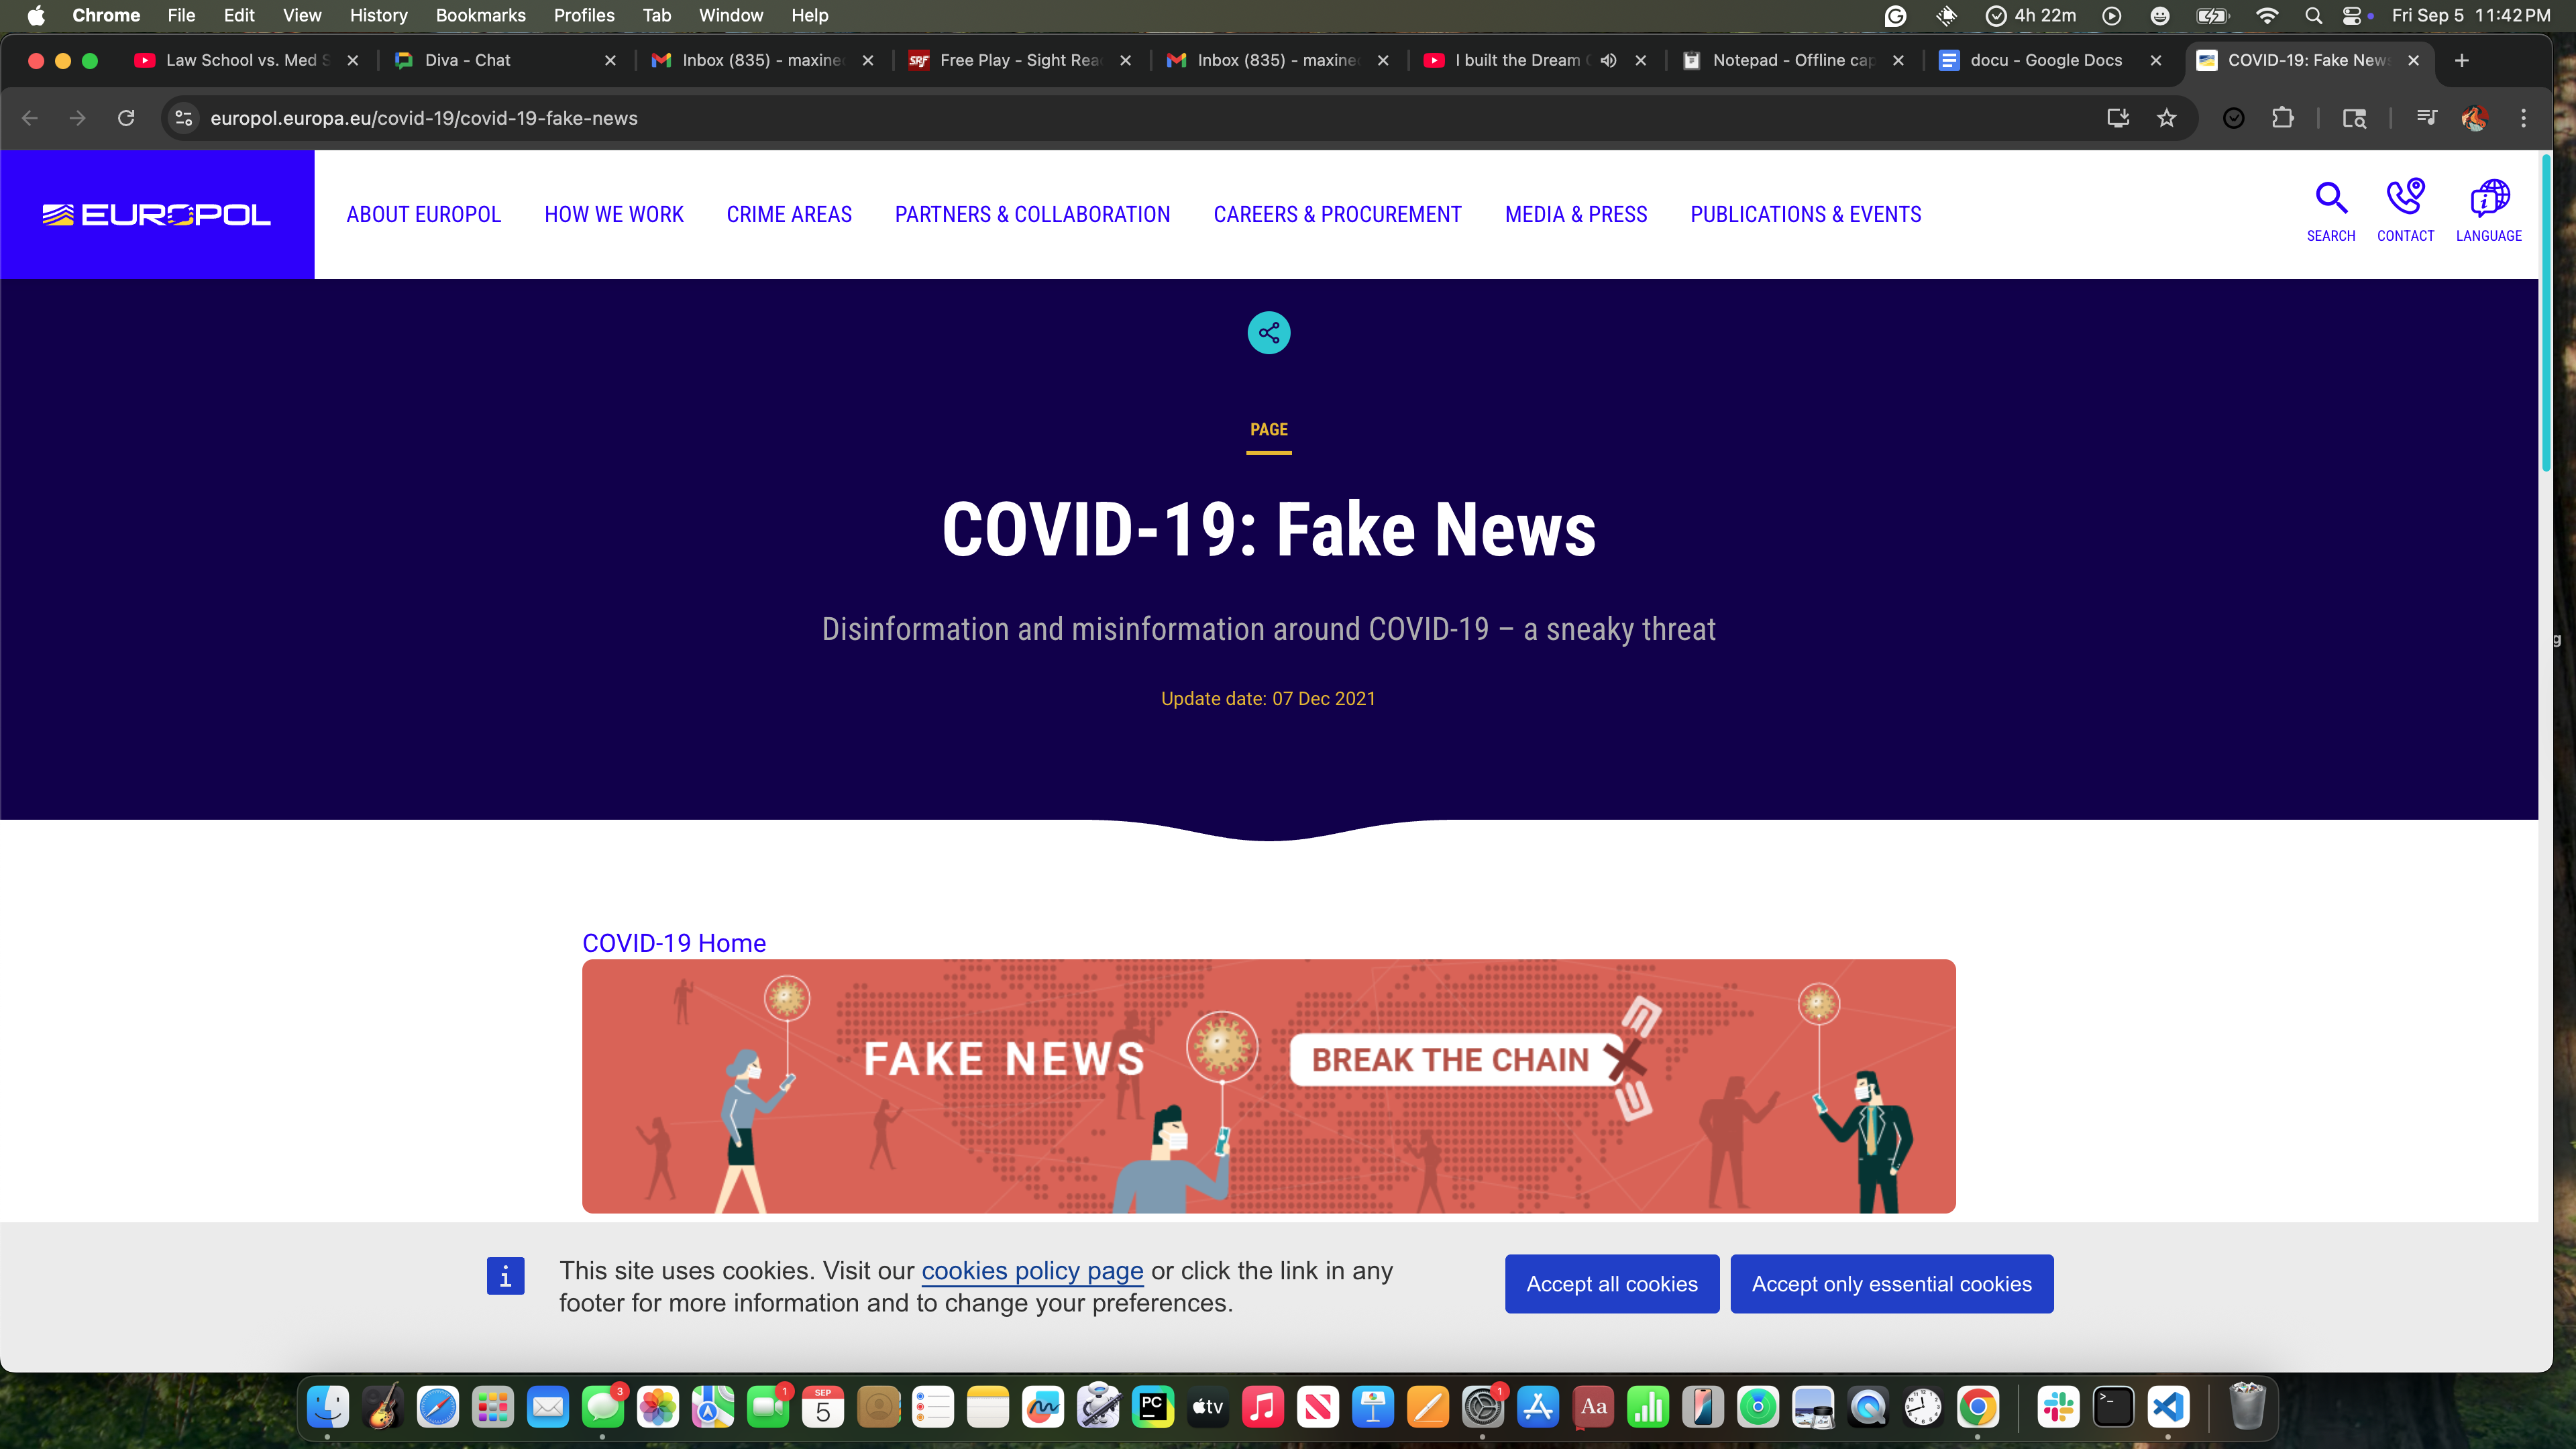 Chrome File Edit View History Bookmarks Profiles Tab Window Help 4h 22m Fri Sep 5 11:42 PM
Law School vs. Med S Diva - Chat Inbox (835) - maxine Free Play - Sight Rea Inbox (835) - maxine I built the Dream Notepad - Offline cap docu - Google Docs COVID-19: Fake New
europol.europa.eu/covid-19/covid-19-fake-news
EUROPOL
ABOUT EUROPOL HOW WE WORK CRIME AREAS PARTNERS & COLLABORATION CAREERS & PROCUREMENT MEDIA & PRESS PUBLICATIONS & EVENTS
SEARCH CONTACT LANGUAGE
PAGE
COVID-19: Fake News
Disinformation and misinformation around COVID-19 – a sneaky threat
Update date: 07 Dec 2021
COVID-19 Home
FAKE NEWS BREAK THE CHAIN
This site uses cookies. Visit our cookies policy page or click the link in any
footer for more information and to change your preferences.
Accept all cookies Accept only essential cookies
3 1 SEP 5 PC tv 1 Aa